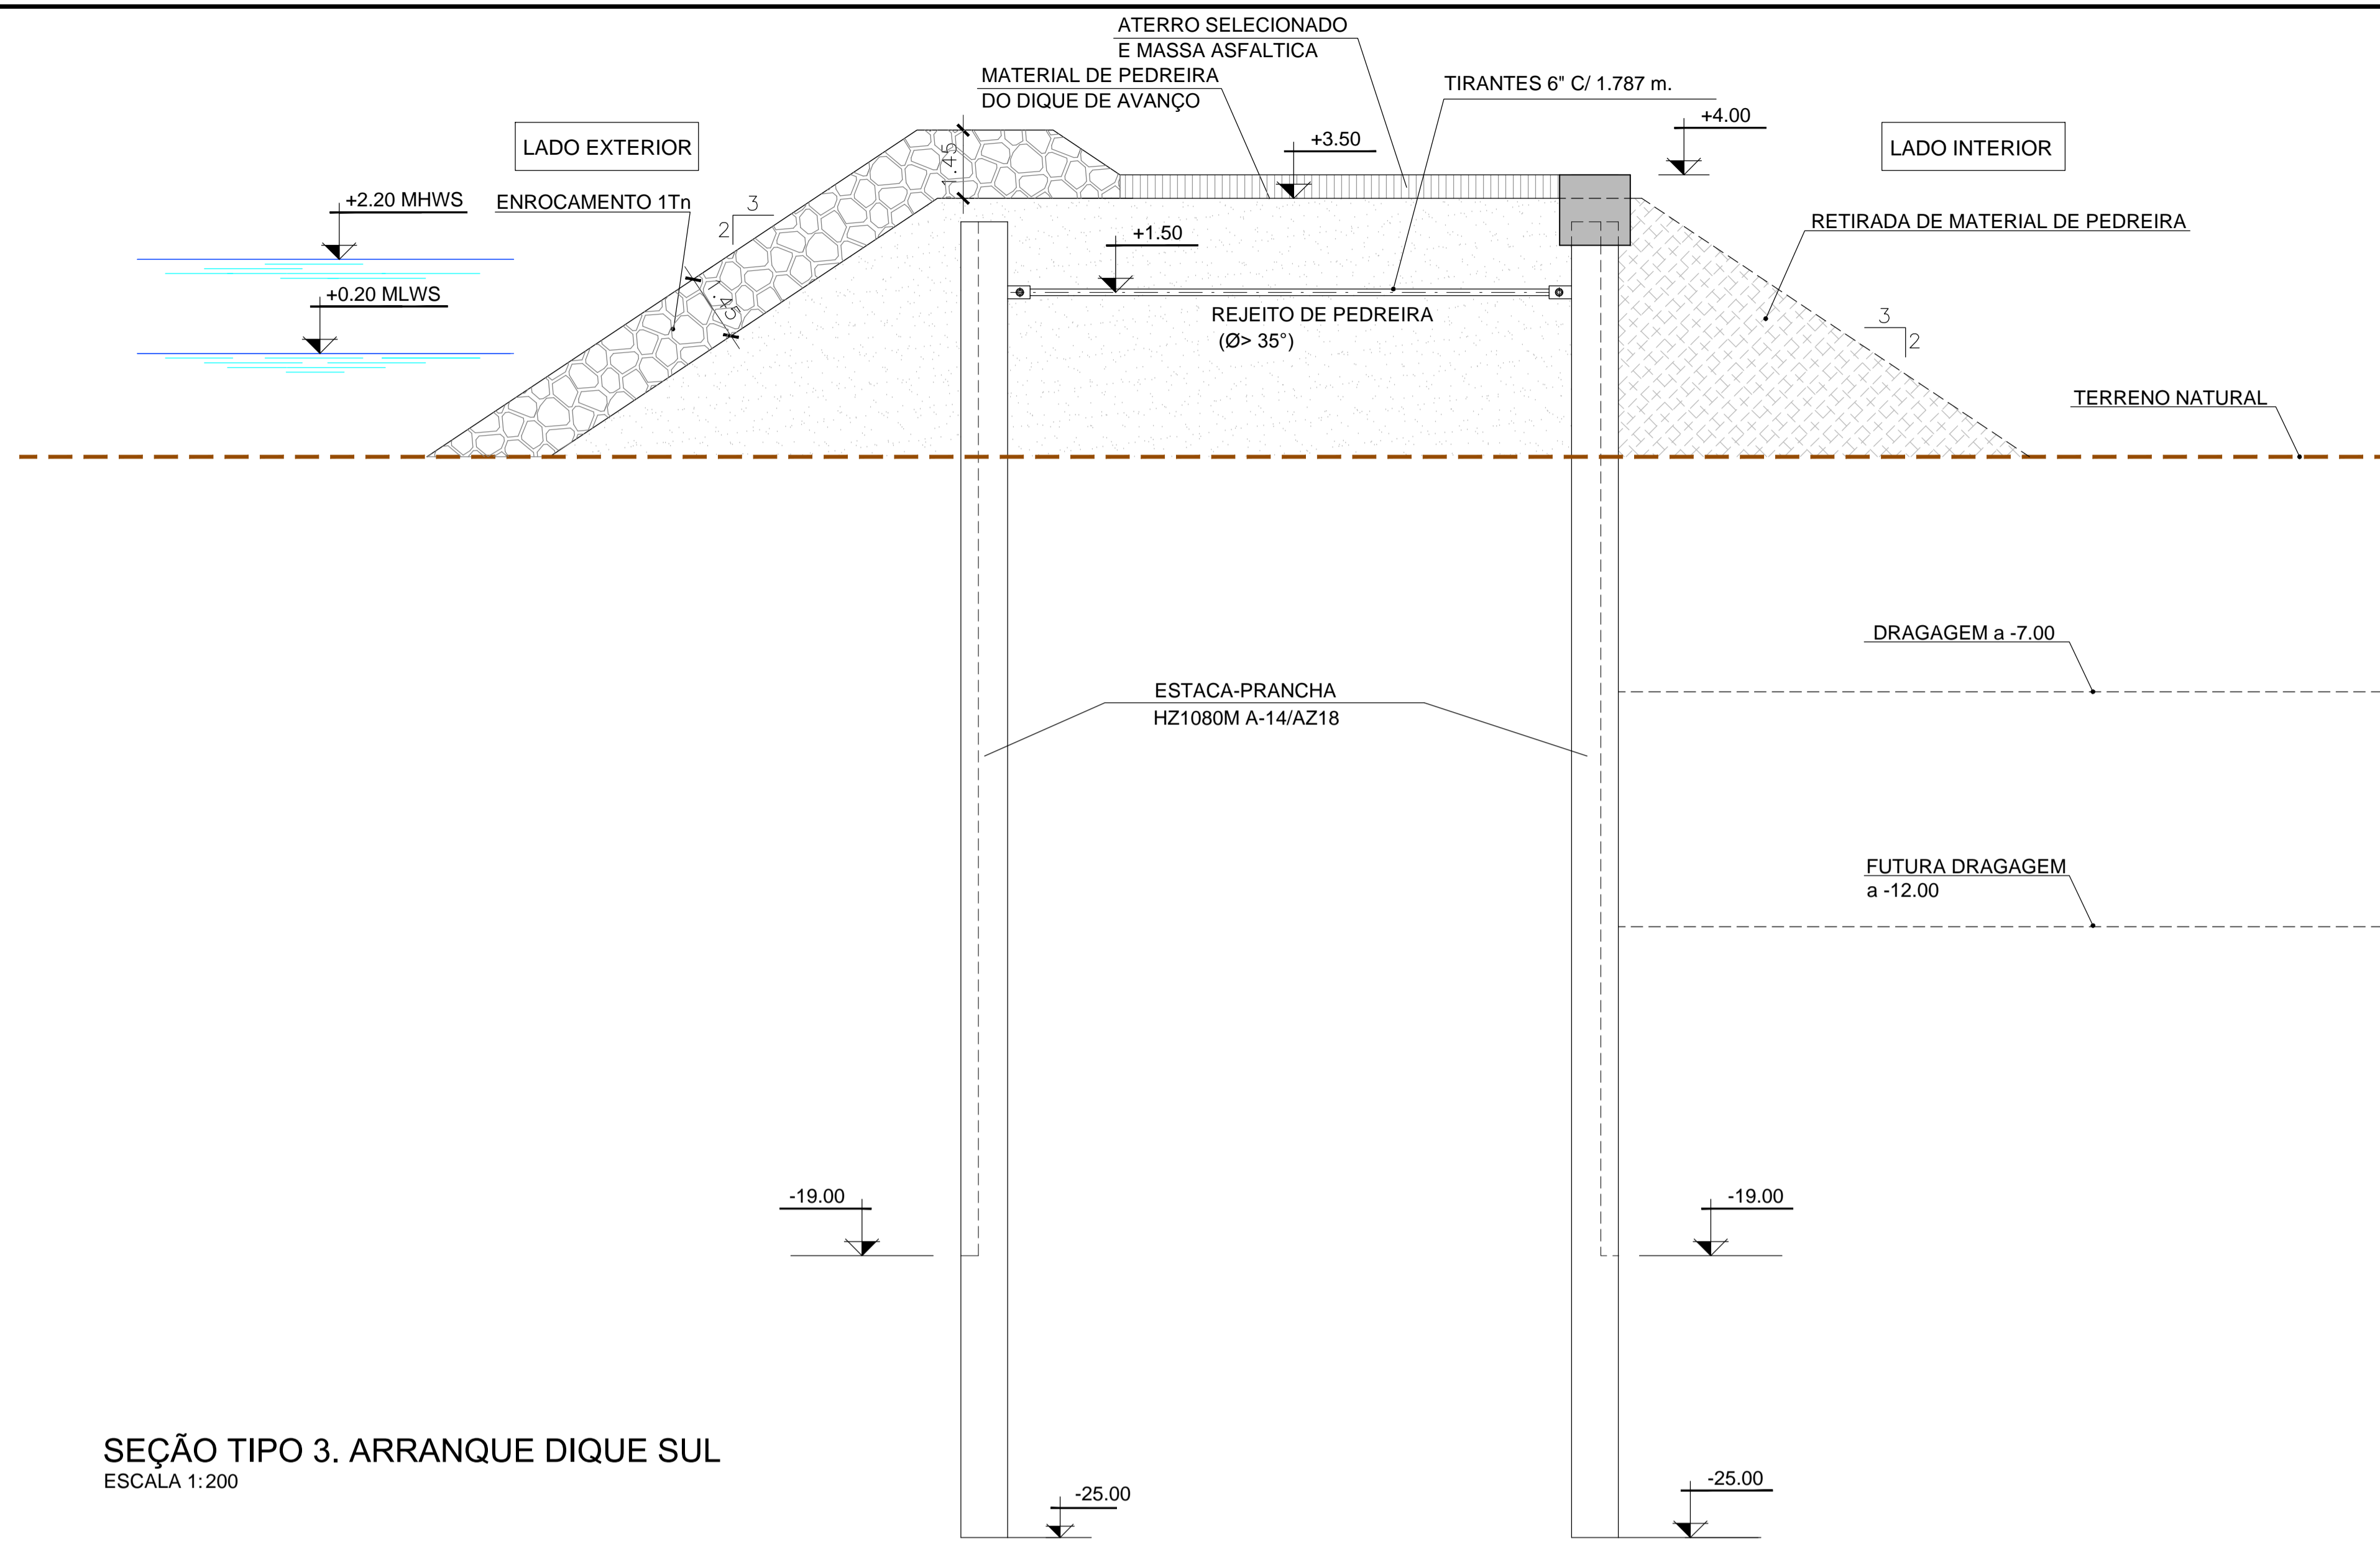 ATERRO SELECIONADO
E MASSA ASFALTICA
MATERIAL DE PEDREIRA
DO DIQUE DE AVANÇO
TIRANTES 6" C/ 1.787 m.
+4.00
+3.50
LADO EXTERIOR
LADO INTERIOR
1.45
+2.20 MHWS
ENROCAMENTO 1Tn
3
2
+1.50
RETIRADA DE MATERIAL DE PEDREIRA
+0.20 MLWS
1.45
REJEITO DE PEDREIRA
(Ø> 35°)
3
2
TERRENO NATURAL
DRAGAGEM a -7.00
ESTACA-PRANCHA
HZ1080M A-14/AZ18
FUTURA DRAGAGEM
a -12.00
-19.00
-19.00
SEÇÃO TIPO 3. ARRANQUE DIQUE SUL
ESCALA 1:200
-25.00
-25.00